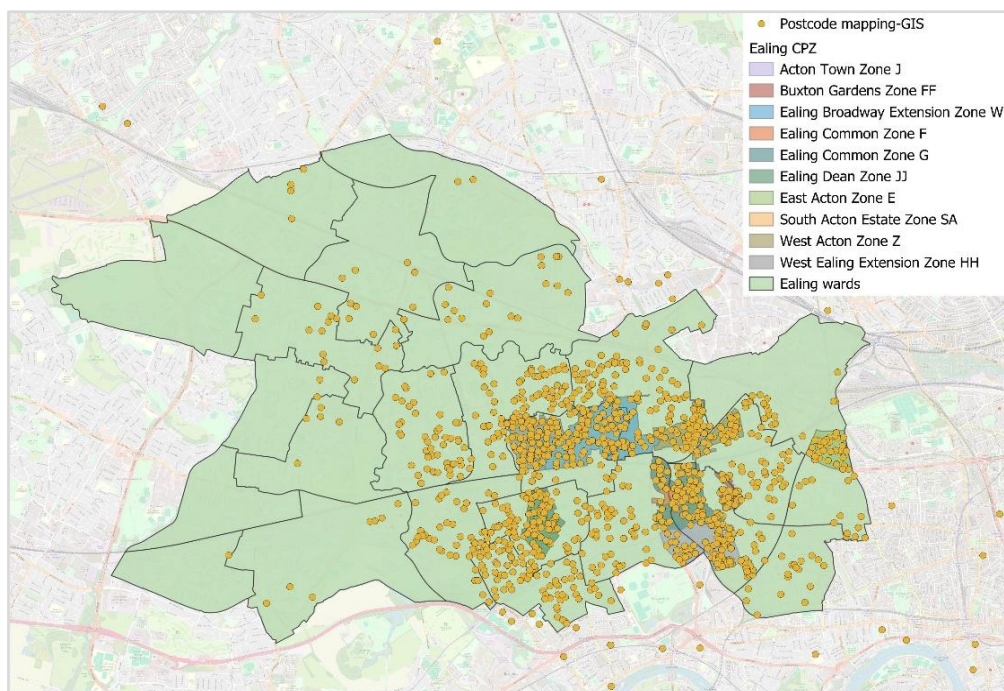 Postcode mapping-GIS
Ealing CPZ
Acton Town Zone J
Buxton Gardens Zone FF
Ealing Broadway Extension Zone W
Ealing Common Zone F
Ealing Common Zone G
Ealing Dean Zone JJ
East Acton Zone E
South Acton Estate Zone SA
West Acton Zone Z
West Ealing Extension Zone HH
Ealing wards